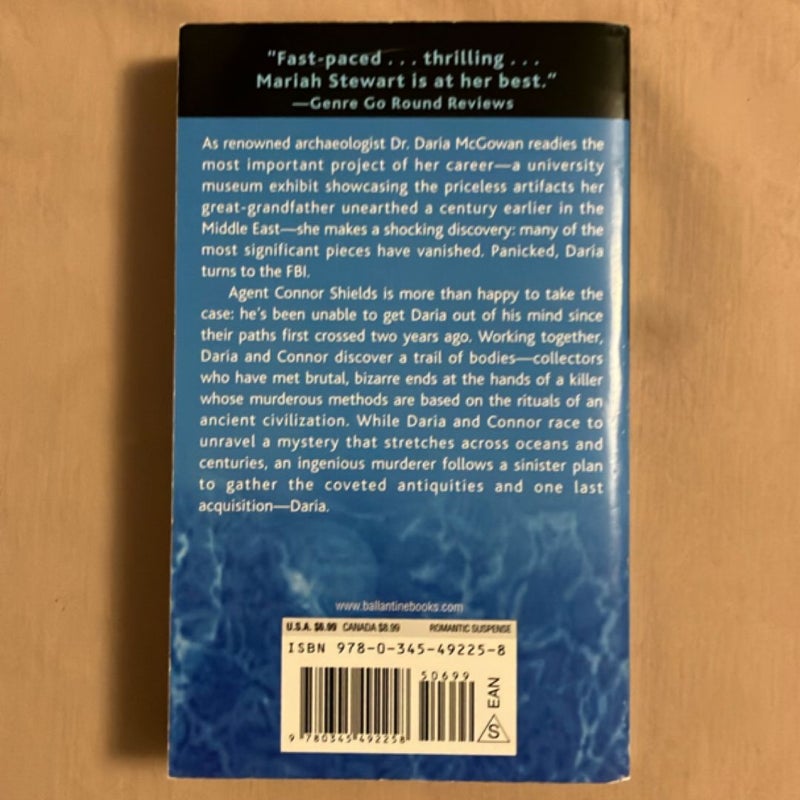 "Fast-paced . . . thrilling . . .
Mariah Stewart is at her best."
—Genre Go Round Reviews
As renowned archaeologist Dr. Daria McGowan readies the
most important project of her career—a university
museum exhibit showcasing the priceless artifacts her
great-grandfather unearthed a century earlier in the
Middle East—she makes a shocking discovery: many of the
most significant pieces have vanished. Panicked, Daria
turns to the FBI.
Agent Connor Shields is more than happy to take the
case: he's been unable to get Daria out of his mind since
their paths first crossed two years ago. Working together,
Daria and Connor discover a trail of bodies—collectors
who have met brutal, bizarre ends at the hands of a killer
whose murderous methods are based on the rituals of an
ancient civilization. While Daria and Connor race to
unravel a mystery that stretches across oceans and
centuries, an ingenious murderer follows a sinister plan
to gather the coveted antiquities and one last
acquisition—Daria.
www.ballantinebooks.com
U.S.A. $6.99 CANADA $8.99 ROMANTIC SUSPENSE
ISBN 978-0-345-49225-8
50699
9 780345 492258
S EAN